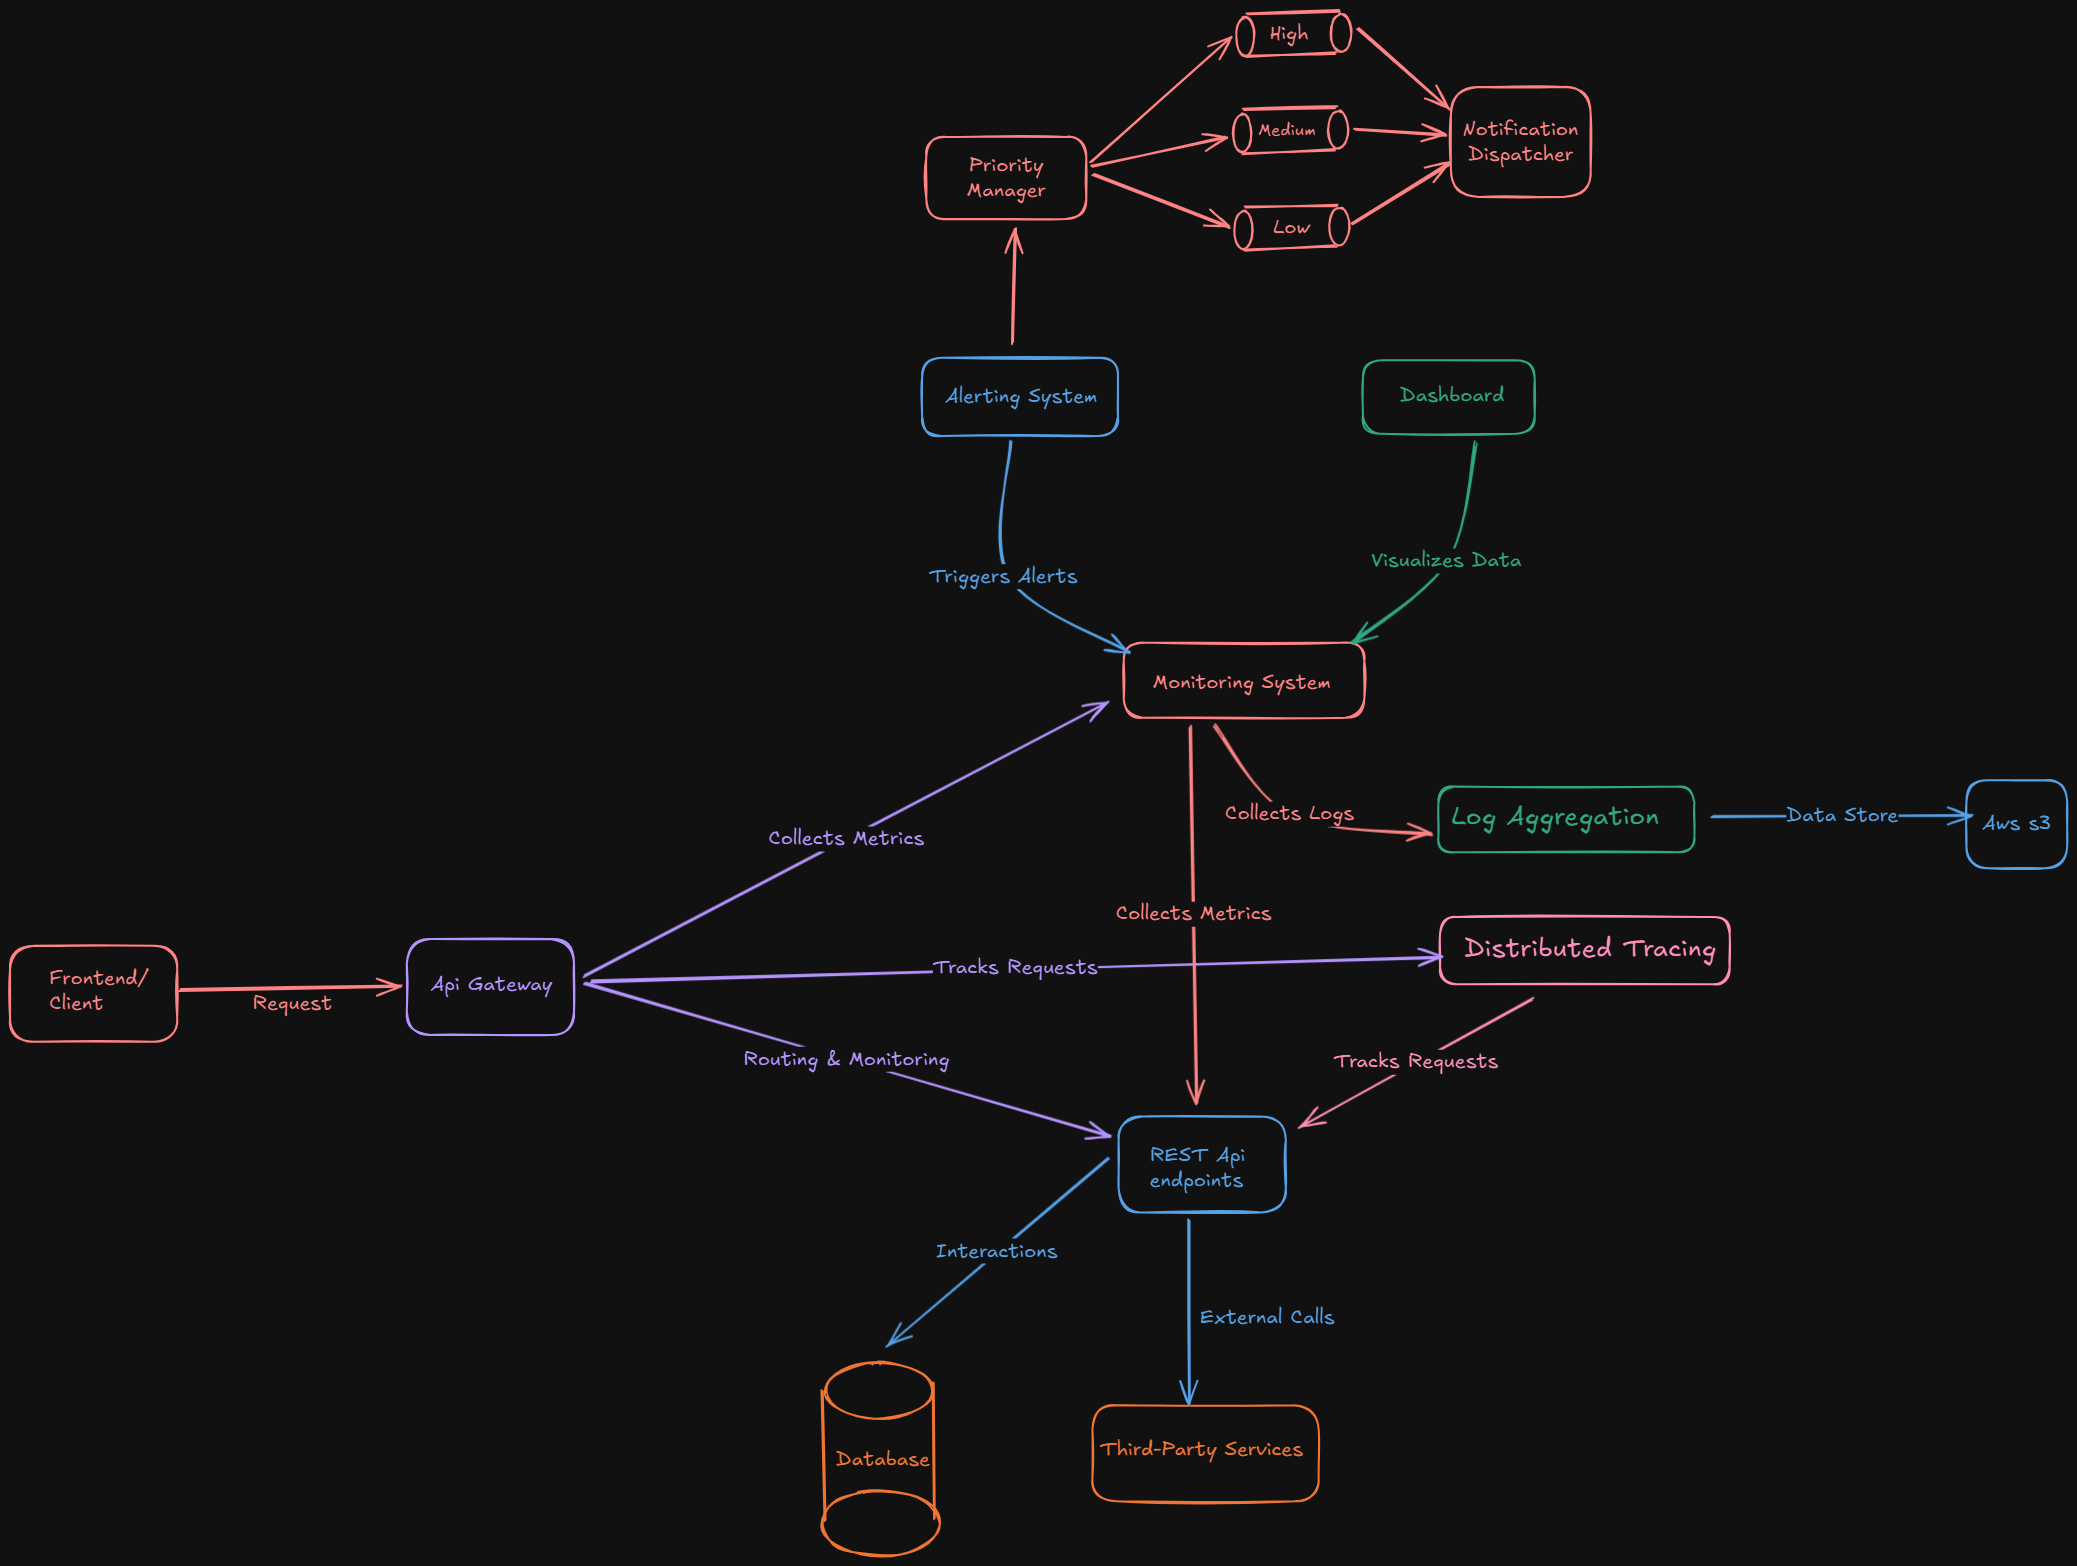 High
Medium
Low
Notification
Dispatcher
Priority
Manager
Alerting System
Dashboard
Visualizes Data
Triggers Alerts
Monitoring System
Collects Logs
Log Aggregation
Data Store
Aws s3
Collects Metrics
Collects Metrics
Distributed Tracing
Tracks Requests
Frontend/
Client
Request
Api Gateway
Routing & Monitoring
Tracks Requests
REST Api
endpoints
Interactions
External Calls
Database
Third-Party Services